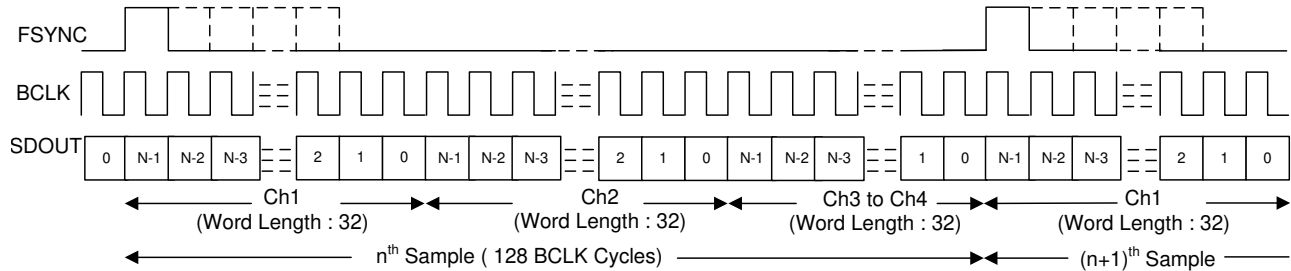 FSYNC
BCLK
SDOUT 0 N-1 N-2 N-3 2 1 0 N-1 N-2 N-3 2 1 0 N-1 N-2 N-3 1 0 N-1 N-2 N-3 2 1 0
Ch1 Ch2 Ch3 to Ch4 Ch1
(Word Length : 32) (Word Length : 32) (Word Length : 32) (Word Length : 32)
nth Sample ( 128 BCLK Cycles) (n+1)th Sample